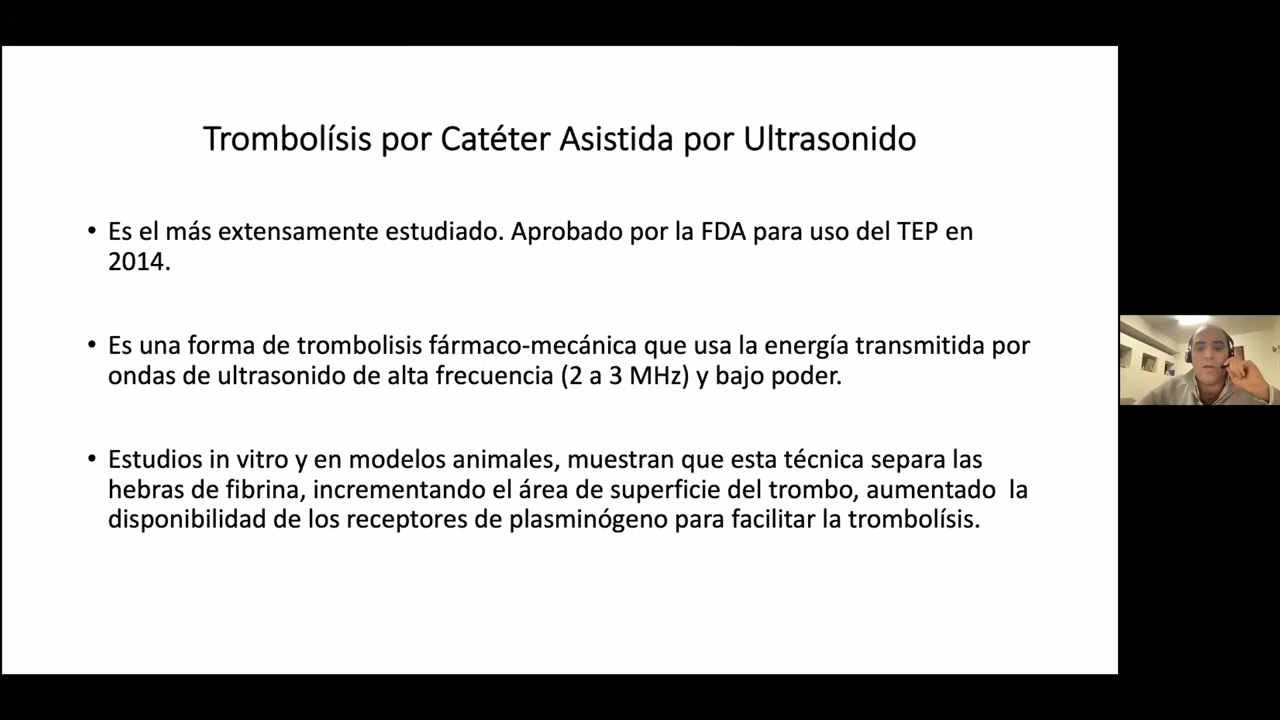 Trombolísis por Catéter Asistida por Ultrasonido
• Es el más extensamente estudiado. Aprobado por la FDA para uso del TEP en
2014.
• Es una forma de trombolisis fármaco-mecánica que usa la energía transmitida por
ondas de ultrasonido de alta frecuencia (2 a 3 MHz) y bajo poder.
• Estudios in vitro y en modelos animales, muestran que esta técnica separa las
hebras de fibrina, incrementando el área de superficie del trombo, aumentado  la
disponibilidad de los receptores de plasminógeno para facilitar la trombolísis.